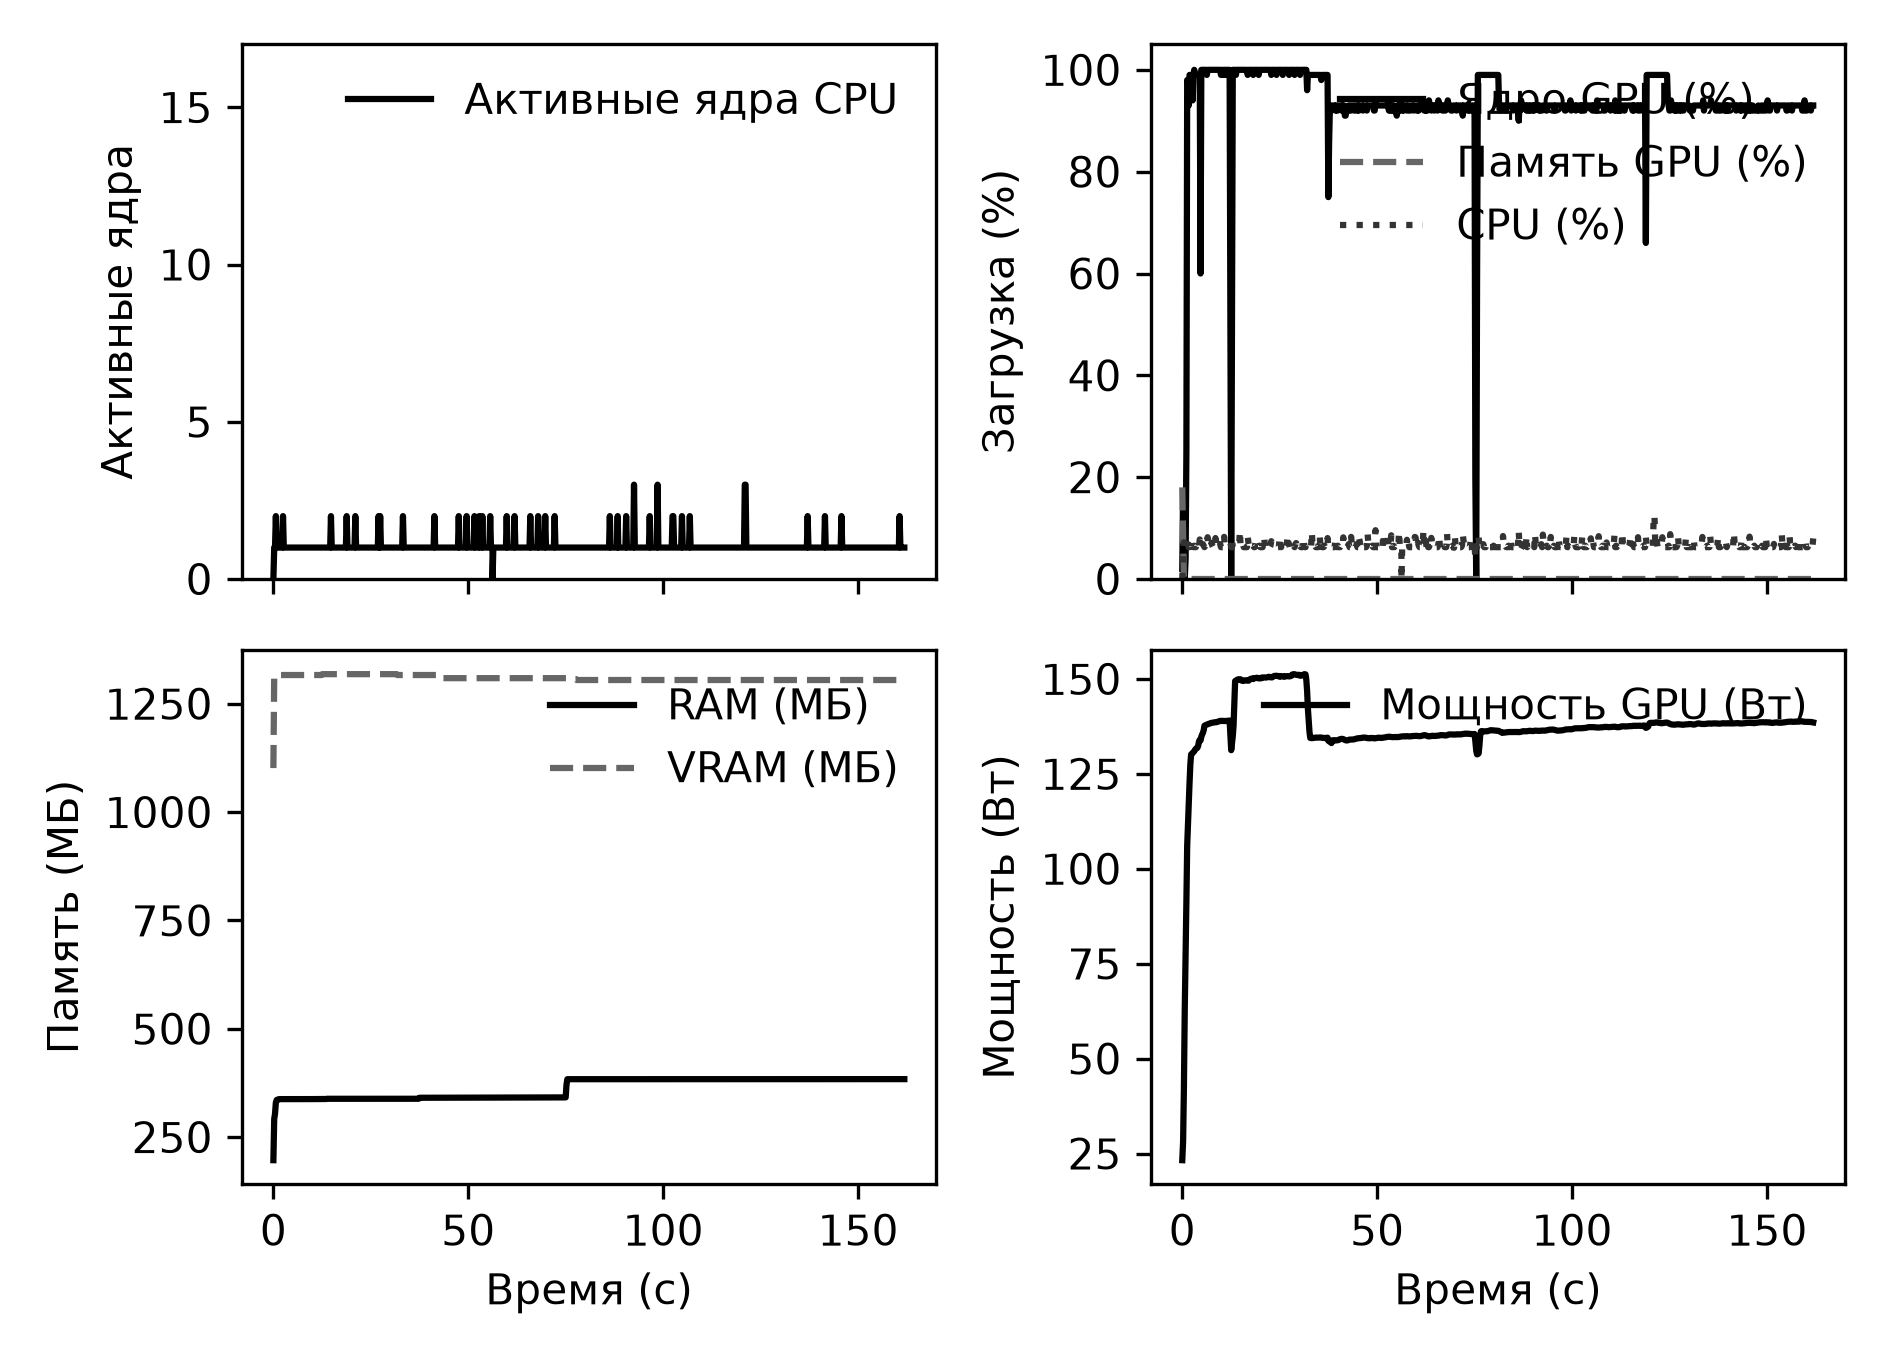 Активные ядра
15
10
5
0
Активные ядра CPU
Загрузка (%)
100
80
60
40
20
0
Ядро GPU (%)
Память GPU (%)
CPU (%)
Память (МБ)
1250
1000
750
500
250
RAM (МБ)
VRAM (МБ)
0
50
100
150
Время (с)
Мощность (Вт)
150
125
100
75
50
25
Мощность GPU (Вт)
0
50
100
150
Время (с)